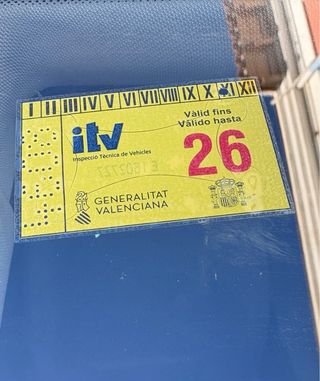 I II III IV V VI VII VIII IX X XI XII
itv
Inspecció Técnica de Vehicles
Vàlid fins
Válido hasta
26
GENERALITAT
VALENCIANA